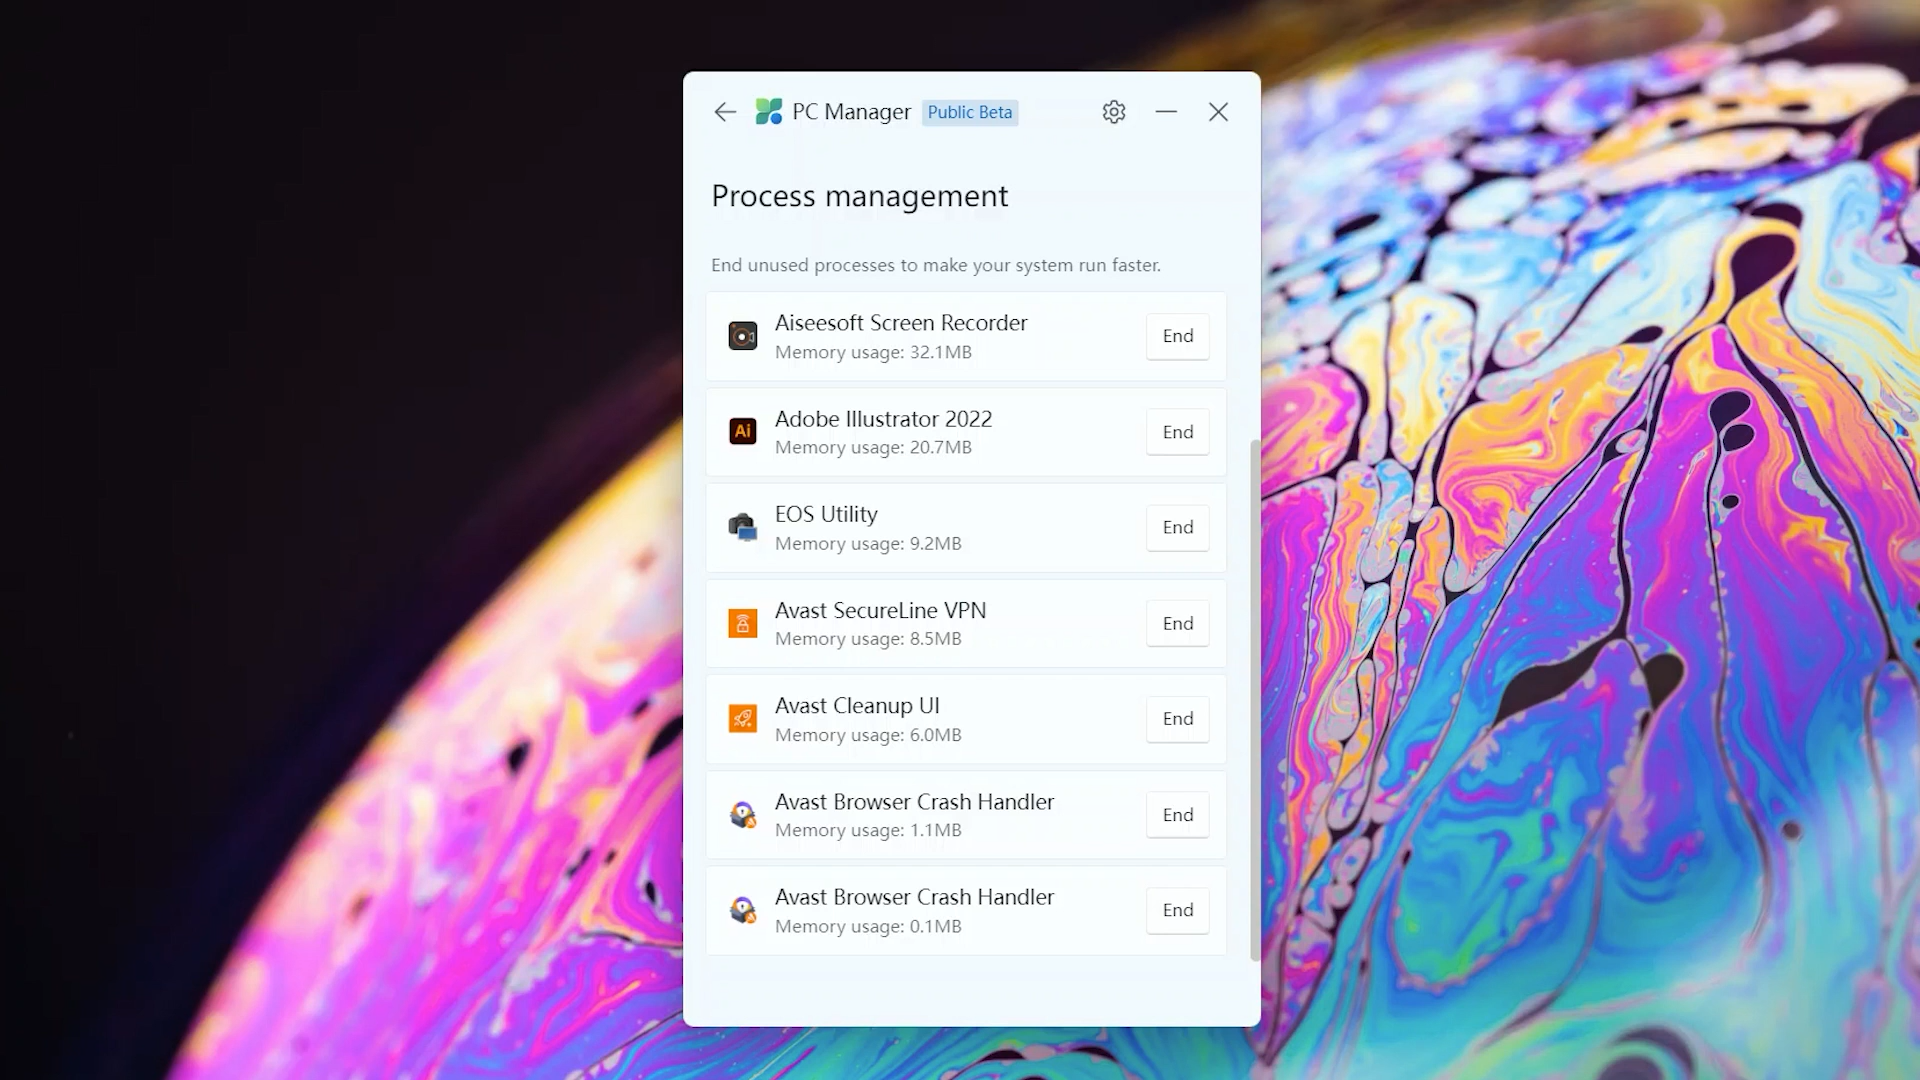 PC Manager Public Beta
Process management
End unused processes to make your system run faster.
Aiseesoft Screen Recorder
Memory usage: 32.1MB
End
Ai
Adobe Illustrator 2022
Memory usage: 20.7MB
End
EOS Utility
Memory usage: 9.2MB
End
Avast SecureLine VPN
Memory usage: 8.5MB
End
Avast Cleanup UI
Memory usage: 6.0MB
End
Avast Browser Crash Handler
Memory usage: 1.1MB
End
Avast Browser Crash Handler
Memory usage: 0.1MB
End